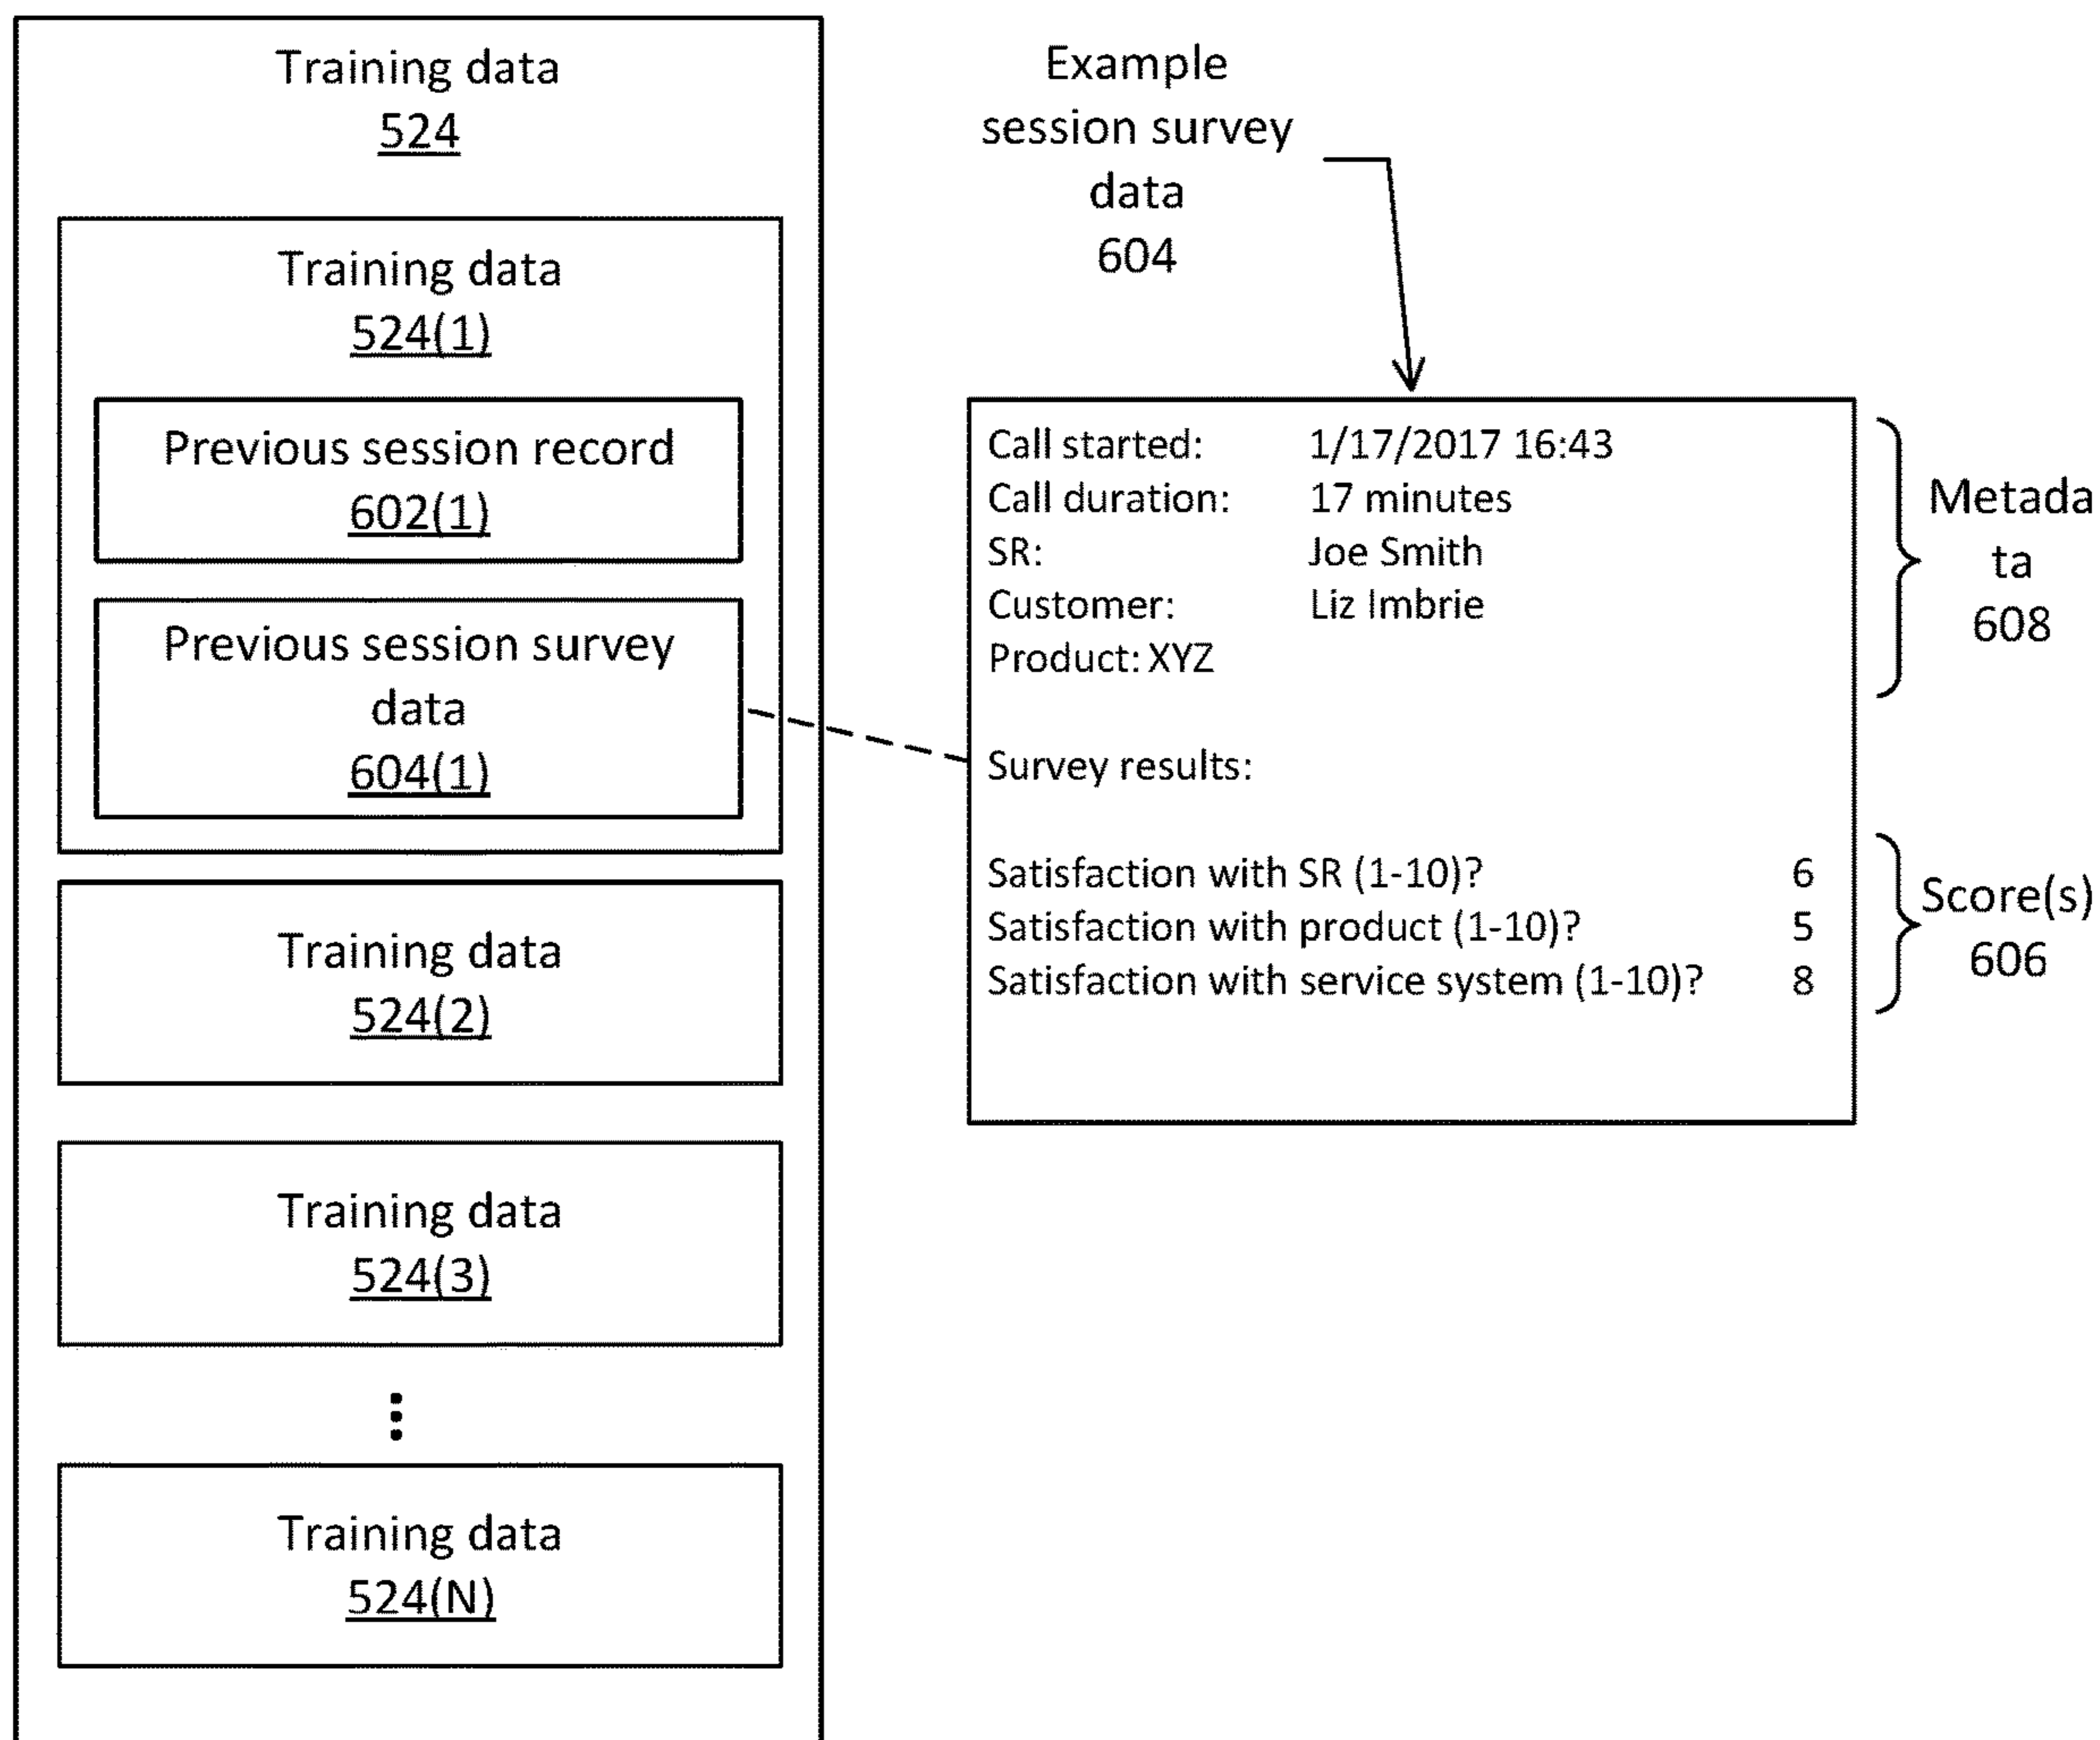 Training data
524
Training data
524(1)
Previous session record
602(1)
Previous session survey
data
604(1)
Training data
524(2)
Training data
524(3)
Training data
524(N)
Example
session survey
data
604
Call started: 1/17/2017 16:43
Call duration: 17 minutes
SR: Joe Smith
Customer: Liz Imbrie
Product: XYZ
Survey results:
Satisfaction with SR (1-10)? 6
Satisfaction with product (1-10)? 5
Satisfaction with service system (1-10)? 8
Metada
ta
608
Score(s)
606